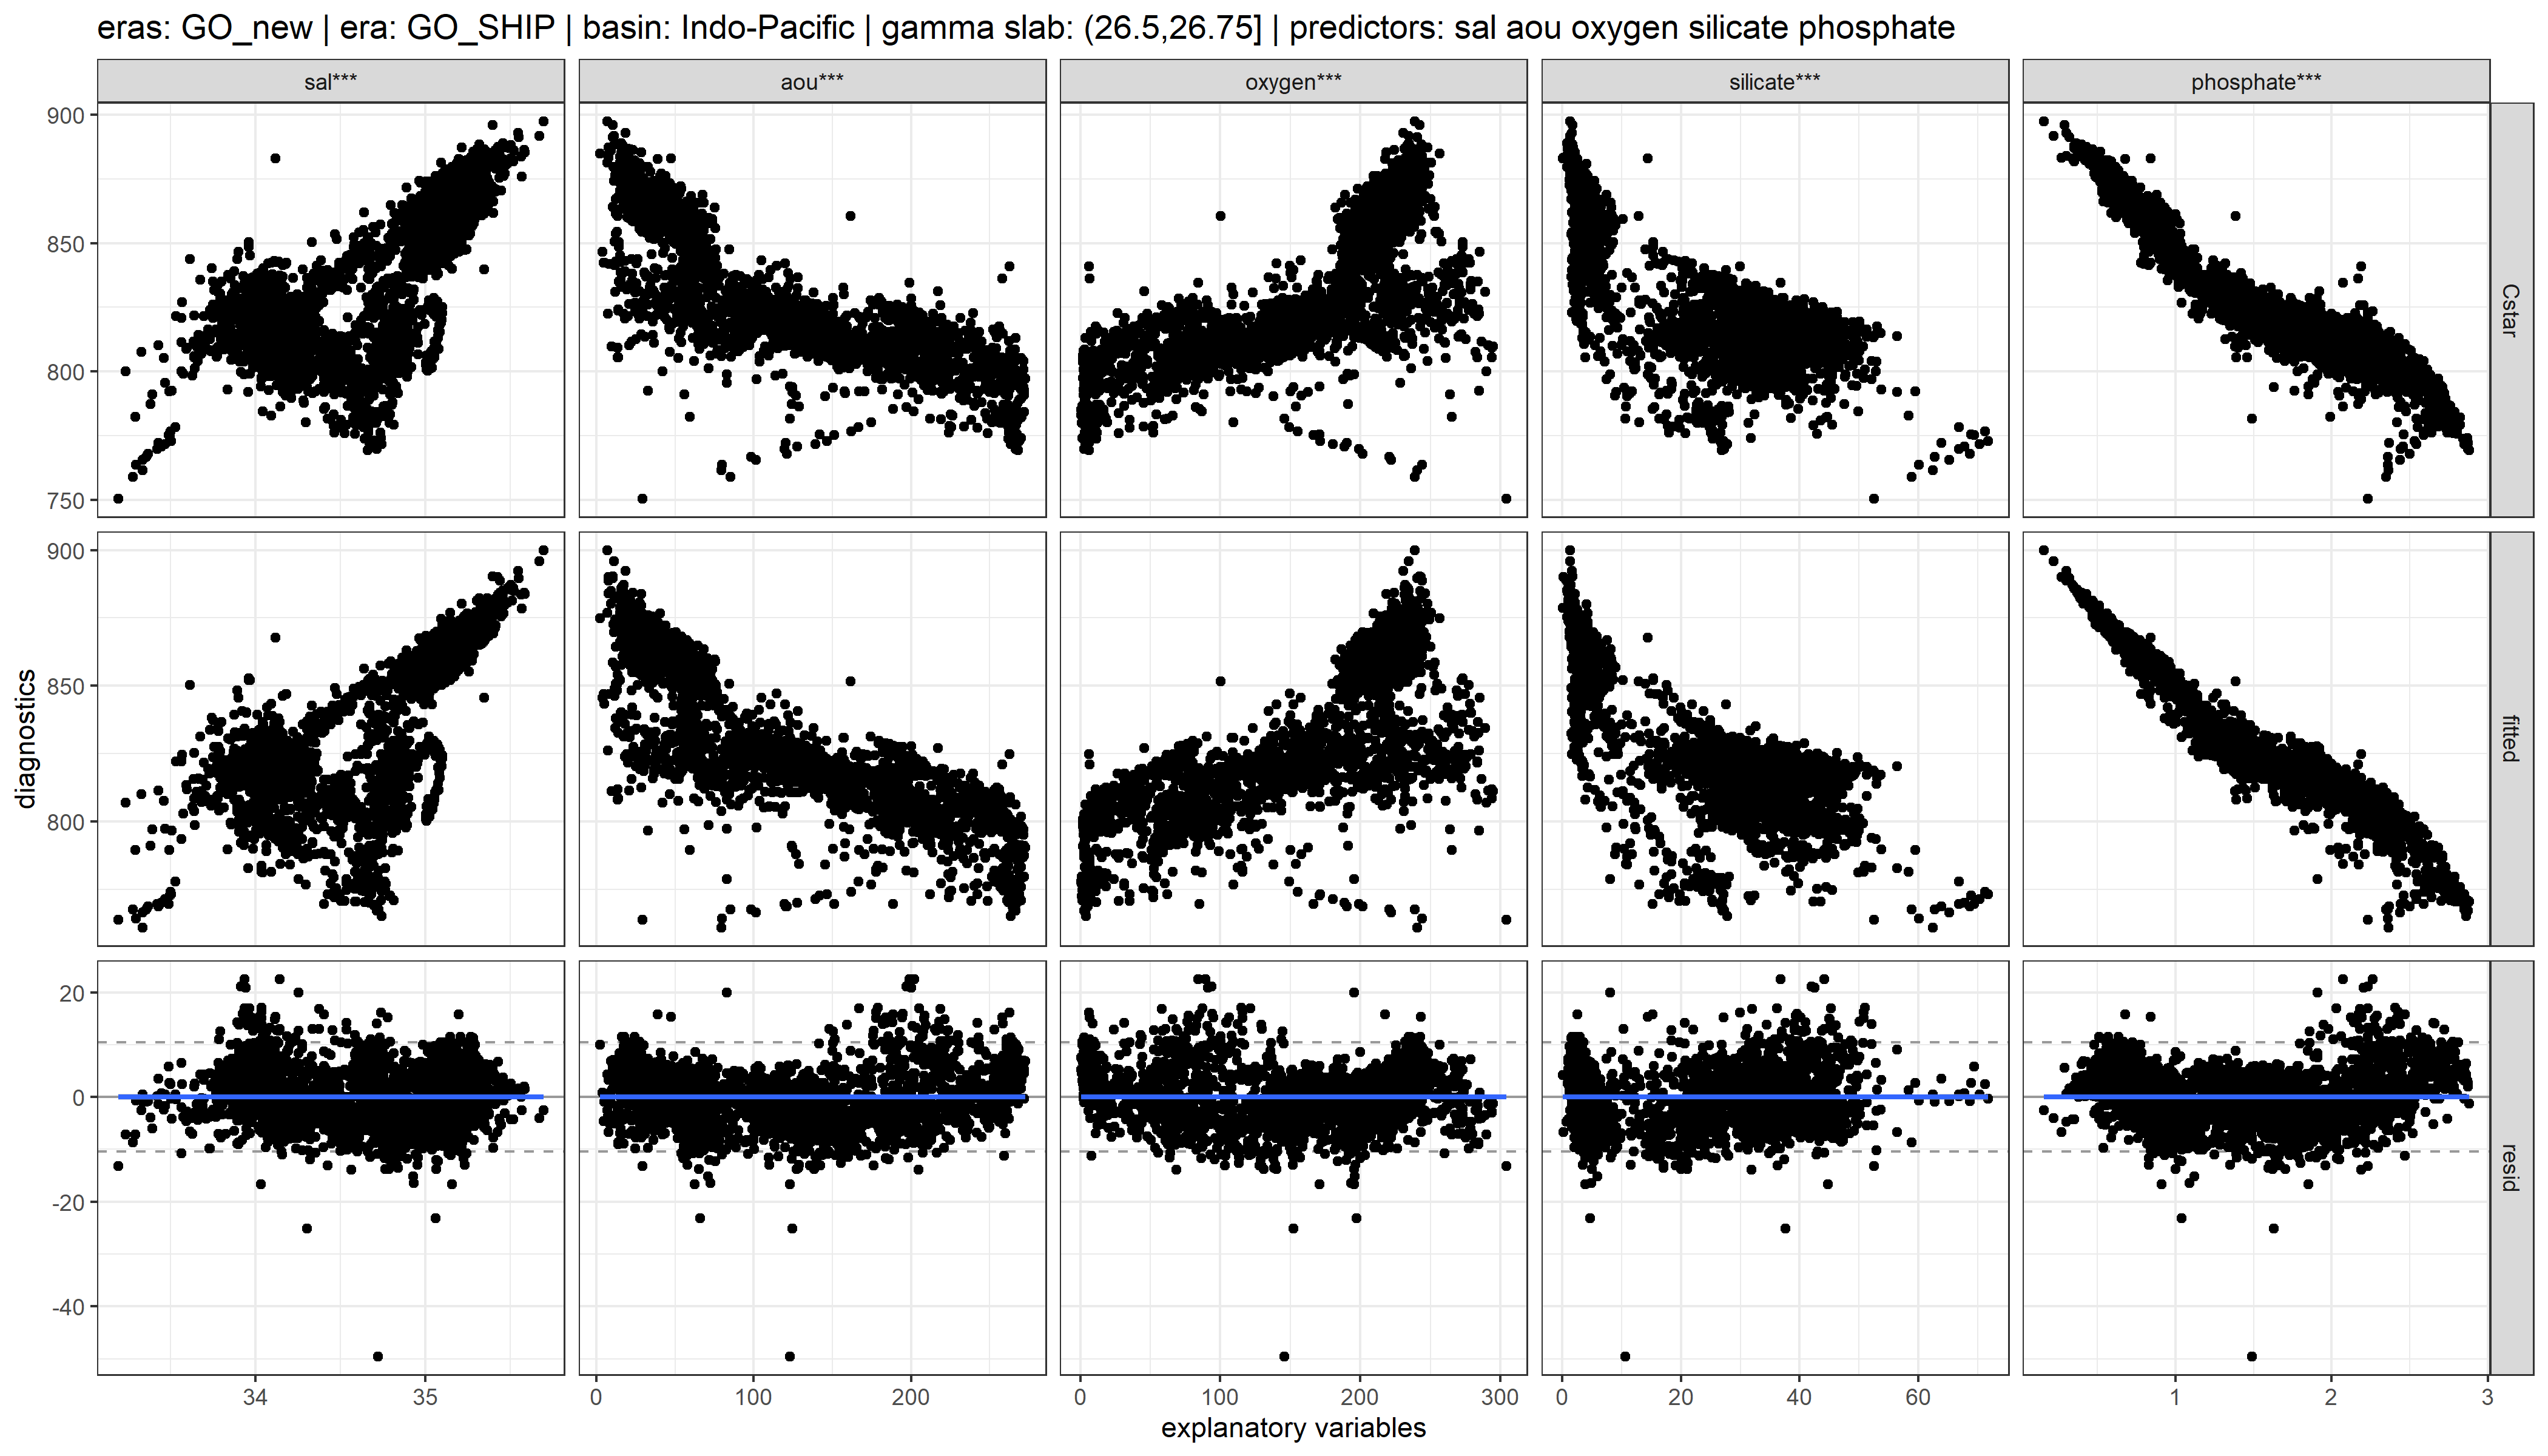 eras: GO_new | era: GO_SHIP | basin: Indo-Pacific | gamma slab: (26.5,26.75] | predictors: sal aou oxygen silicate phosphate
sal*** aou*** oxygen*** silicate*** phosphate***
900
850
800
750
Cstar
900
850
800
fitted
diagnostics
20
0
-20
-40
resid
34 35 0 100 200 0 100 200 300 0 20 40 60 1 2 3
explanatory variables